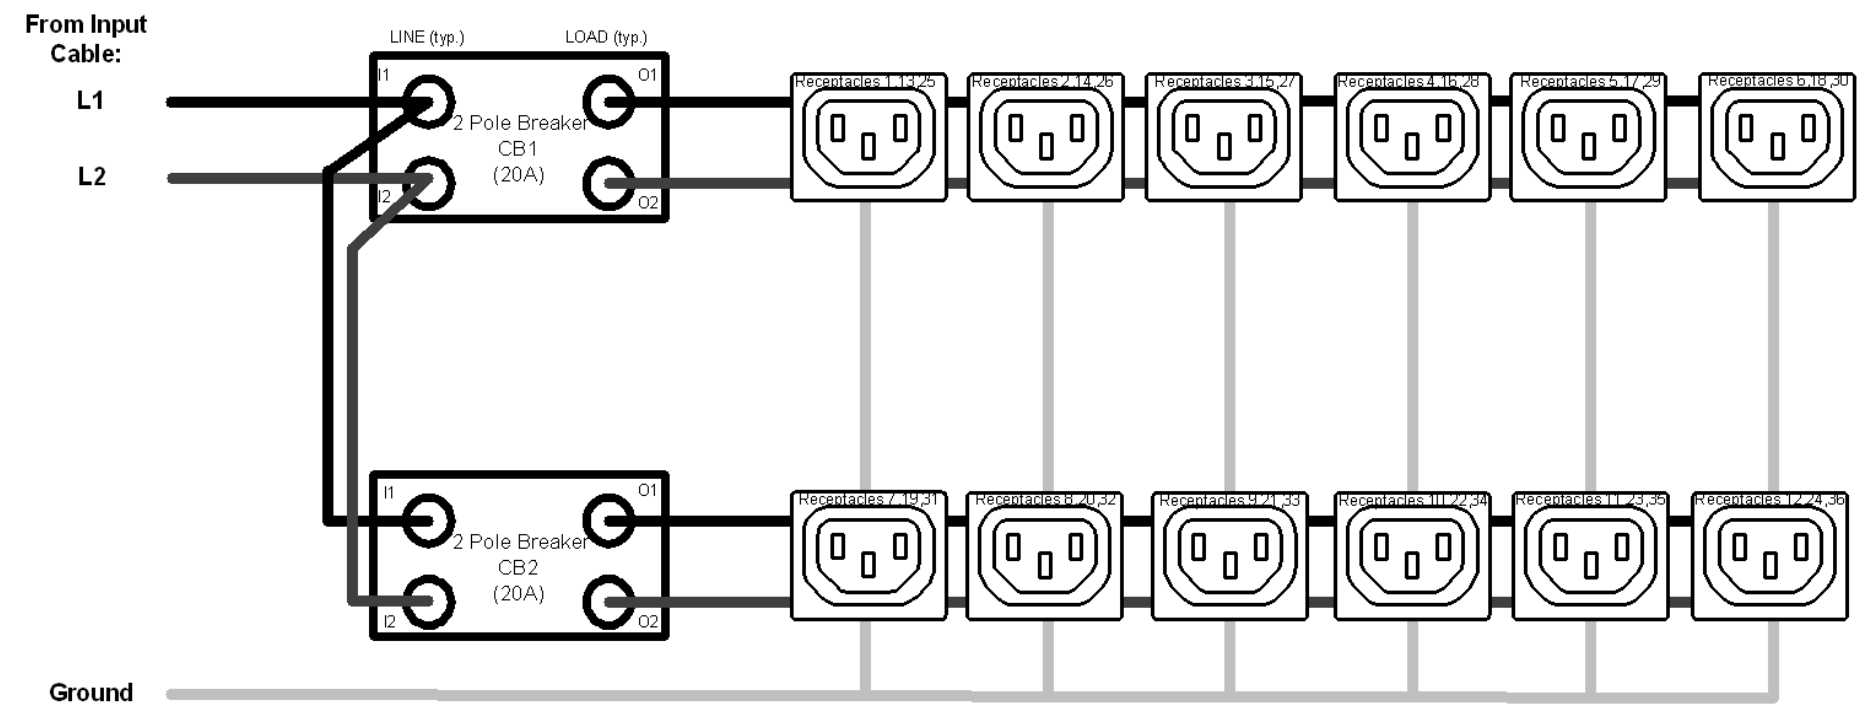 From Input
Cable:
LINE (typ.)
LOAD (typ.)
I1
O1
L1
2 Pole Breaker
CB1
(20A)
L2
I2
O2
Receptacles 1,13,25
Receptacles 2,14,26
Receptacles 3,15,27
Receptacles 4,16,28
Receptacles 5,17,29
Receptacles 6,18,30
I1
O1
2 Pole Breaker
CB2
(20A)
I2
O2
Receptacles 7,19,31
Receptacles 8,20,32
Receptacles 9,21,33
Receptacles 10,22,34
Receptacles 11,23,35
Receptacles 12,24,36
Ground